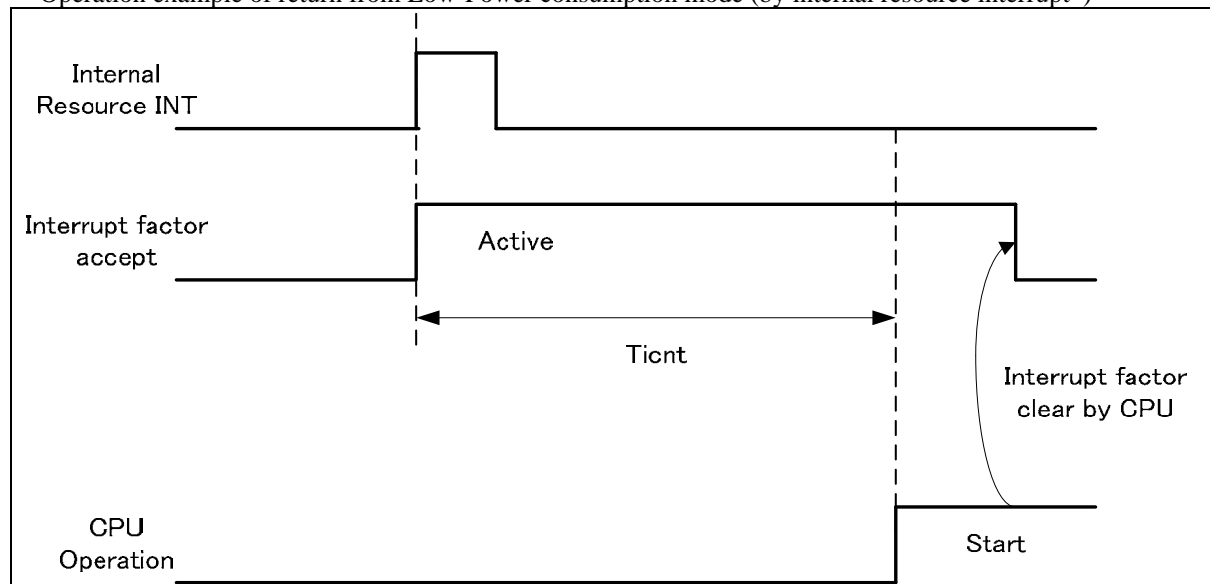 Operation example of return from Low-Power consumption mode (by internal resource interrupt*)
Internal
Resource INT
Interrupt factor
accept
Active
Ticnt
Interrupt factor
clear by CPU
CPU
Operation
Start